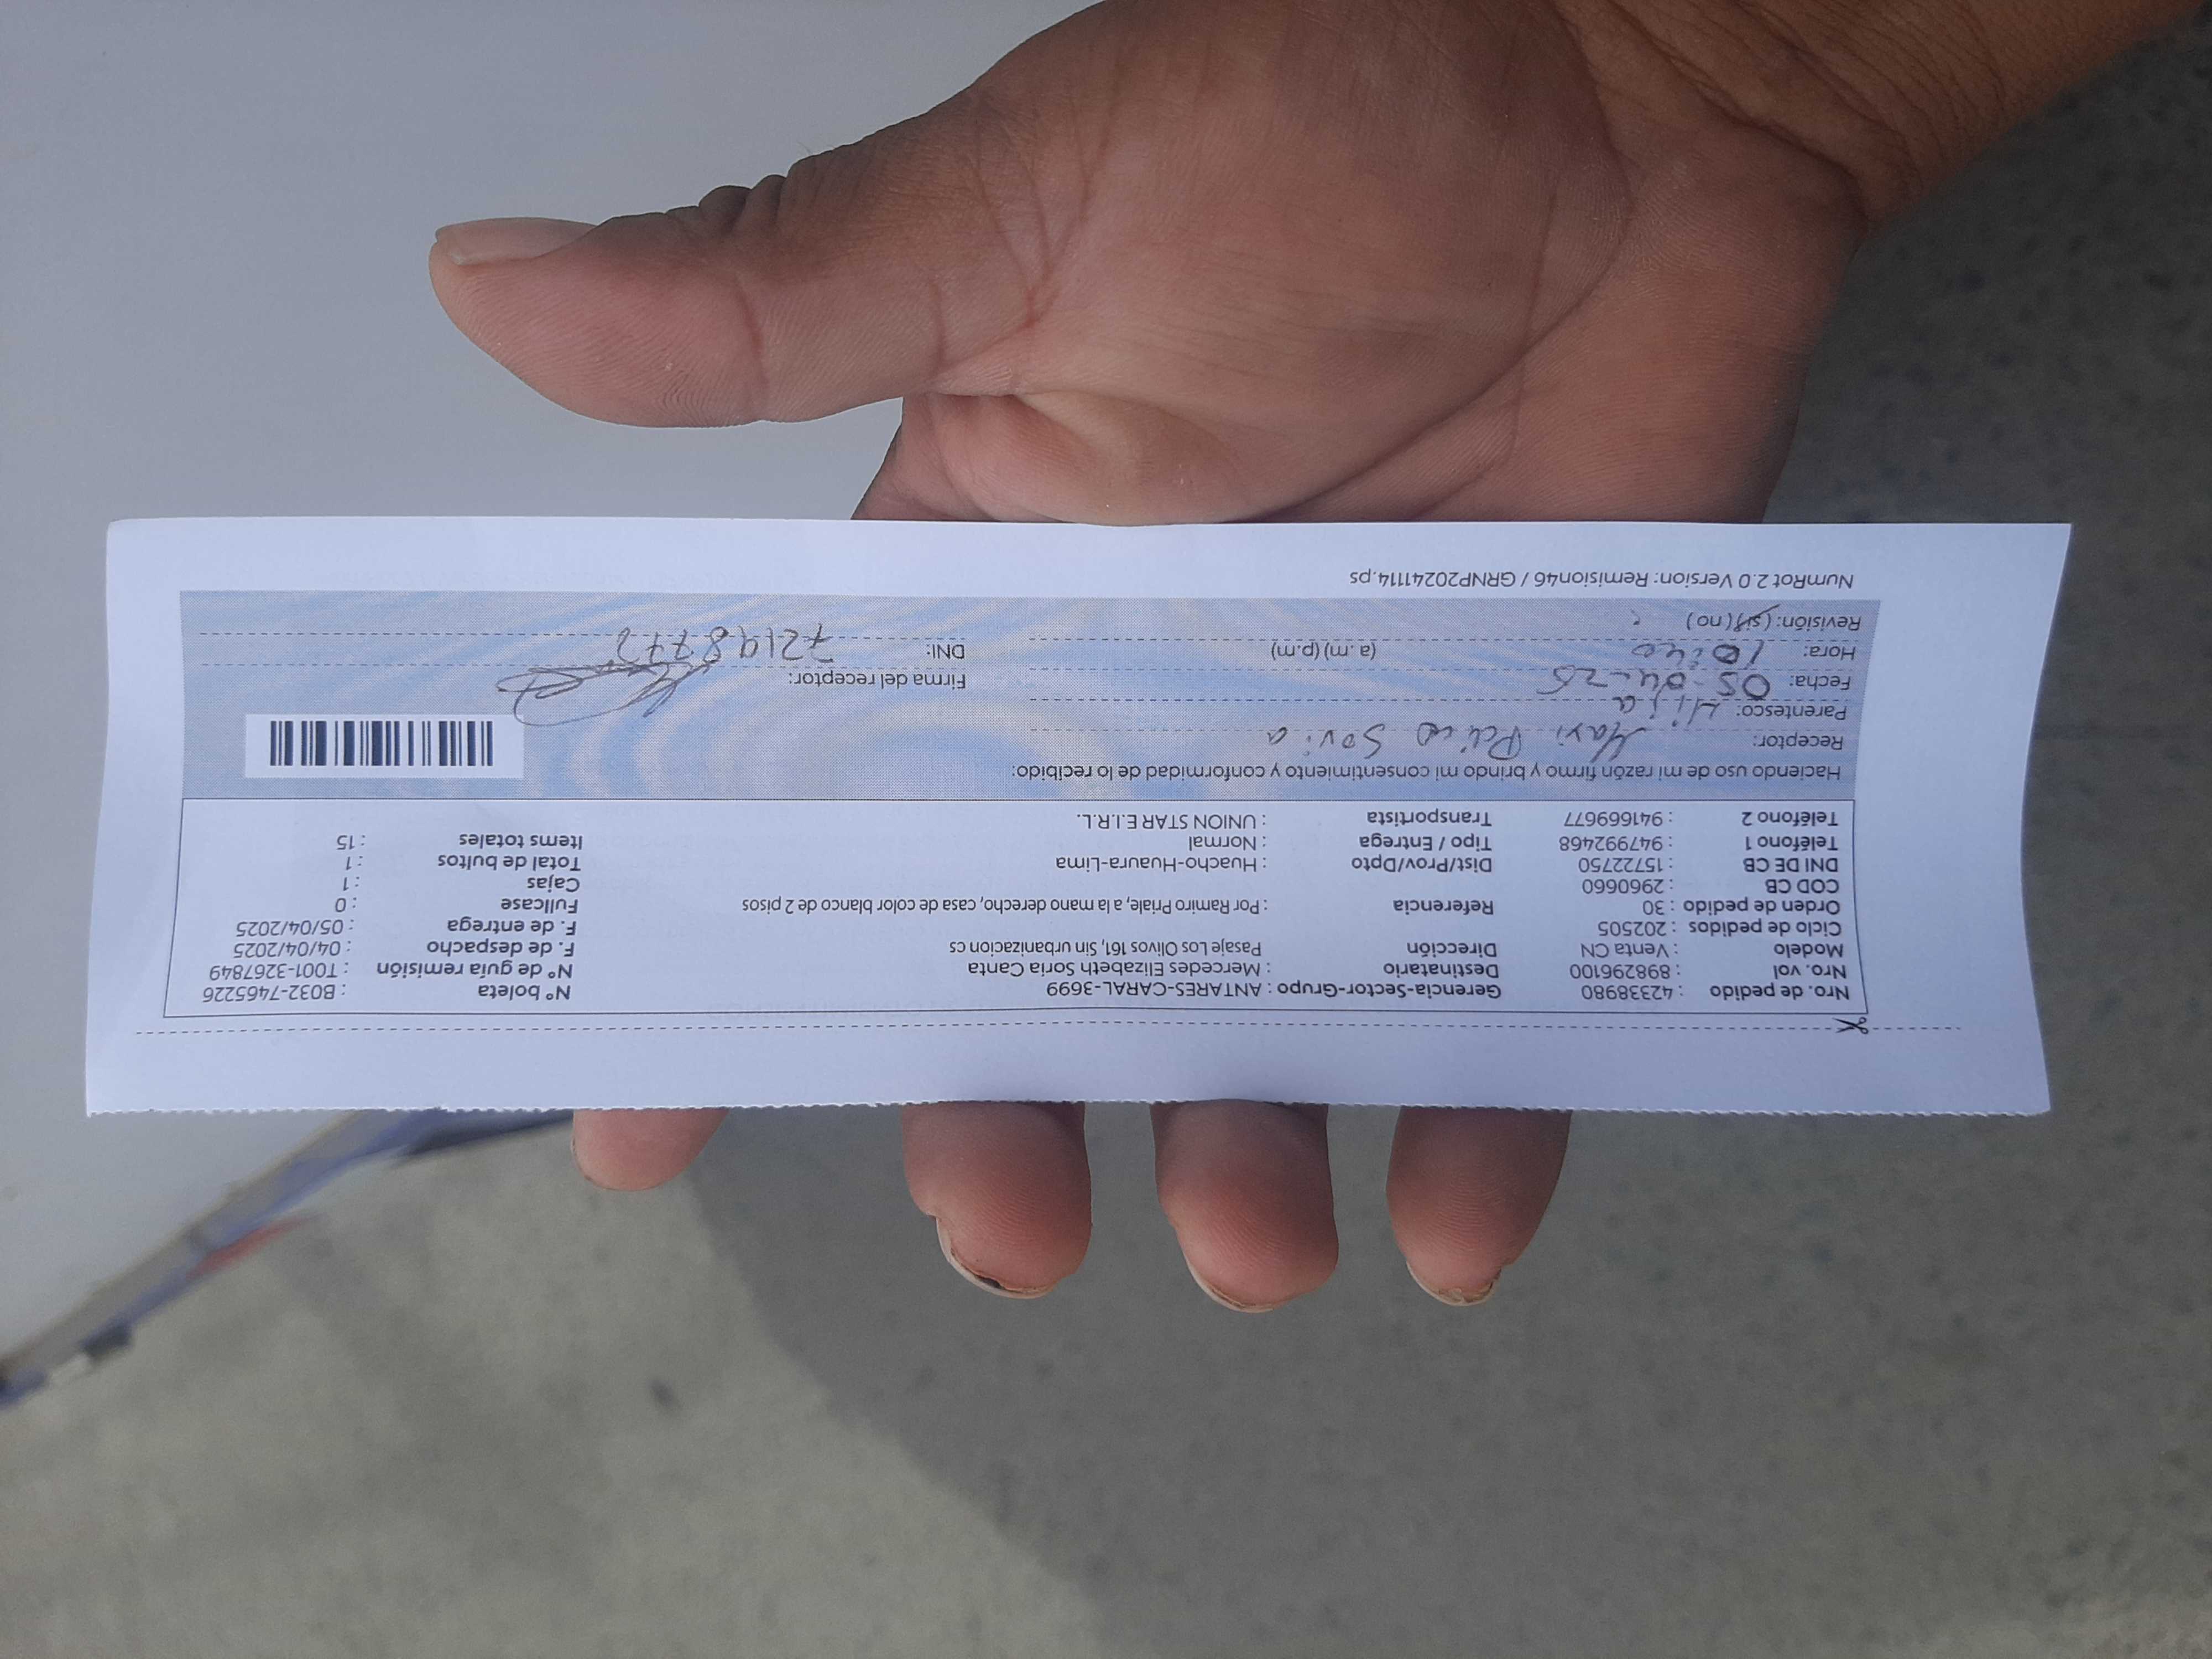 Nro. de pedido : 42338980 Gerencia-Sector-Grupo : ANTARES-CARAL-3699 N° boleta : B032-7465226
Nro. vol : 898296100 Destinatario : Mercedes Elizabeth Soria Canta N° de guía remisión : T001-3267849
Modelo : Venta CN Dirección Pasaje Los Olivos 161, Sin urbanizacion cs F. de despacho : 04/04/2025
Ciclo de pedidos : 202505 F. de entrega : 05/04/2025
Orden de pedido : 30 Referencia : Por Ramiro Priale, a la mano derecho, casa de color blanco de 2 pisos Fullcase : 0
COD CB : 2960660 Cajas : 1
DNI DE CB : 15722750 Dist/Prov/Dpto : Huacho-Huaura-Lima Total de bultos : 1
Teléfono 1 : 947992468 Tipo / Entrega : Normal Items totales : 15
Teléfono 2 : 941669677 Transportista : UNION STAR E.I.R.L.
Haciendo uso de mi razón firmo y brindo mi consentimiento y conformidad de lo recibido:
Receptor:
Parentesco: Hija
Fecha: 05-04-25 Firma del receptor:
Hora: 10:40 (a.m) (p.m) DNI: 72198772
Revisión: (si) (no)
NumRot 2.0 Version: Remision46 / GRNP20241114.ps